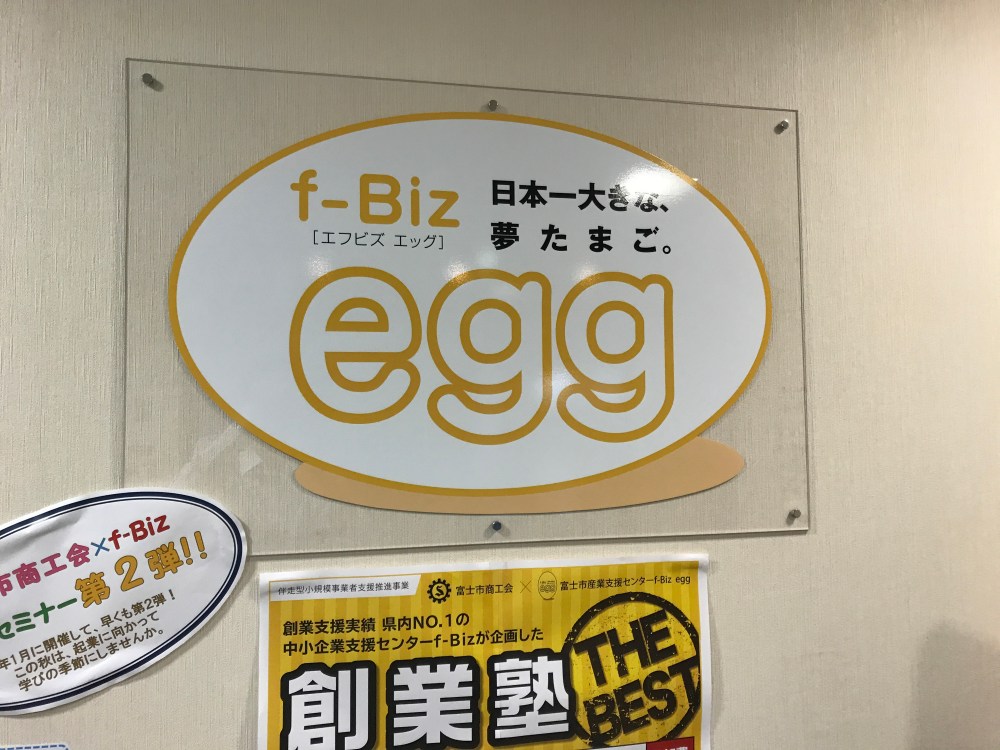 f-Biz
[エフビズ エッグ]
日本一大きな、
夢たまご。
egg
市商工会×f-Biz
セミナー第2弾!!
年1月に開催して、早くも第2弾！
この秋は、起業に向かって
学びの季節にしませんか。
伴走型小規模事業者支援推進事業
富士市商工会 × 富士市産業支援センターf-Biz egg
創業支援実績 県内NO.1の
中小企業支援センターf-Bizが企画した
創業塾
THE
BEST